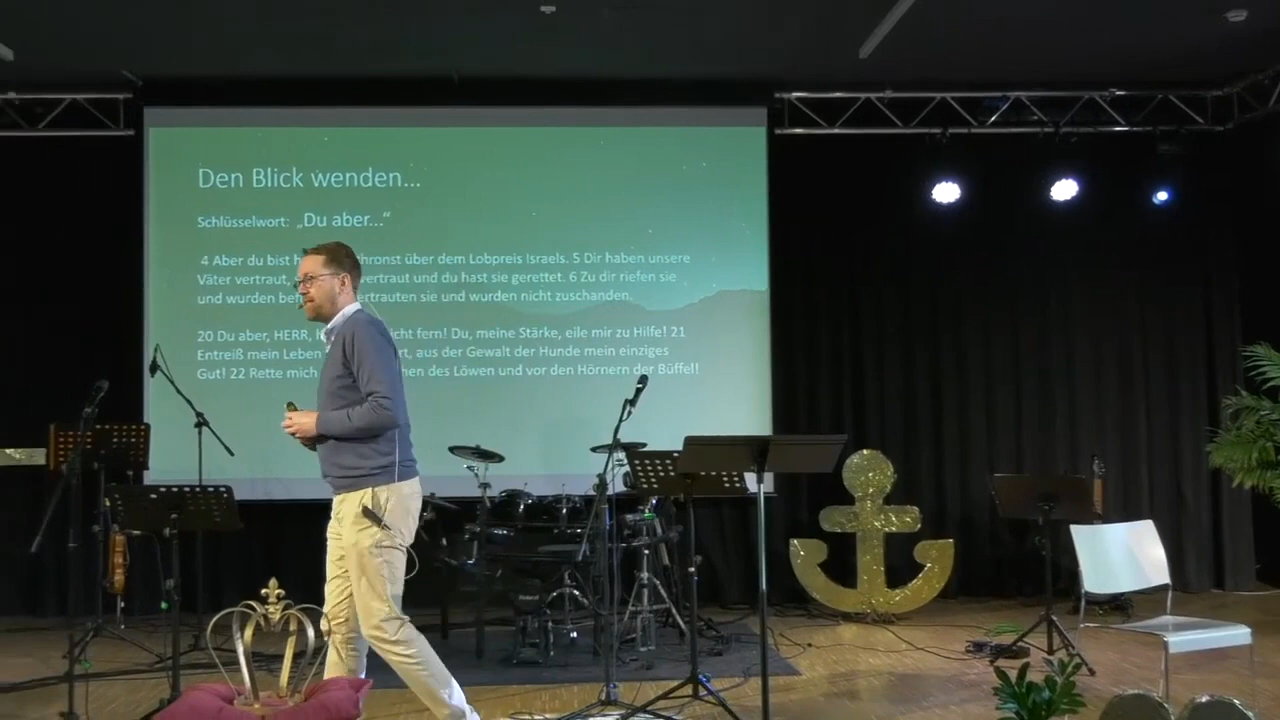 Den Blick wenden...
Schlüsselwort: „Du aber...“
4 Aber du bist thronst über dem Lobpreis Israels. 5 Dir haben unsere
Väter vertraut, vertraut und du hast sie gerettet. 6 Zu dir riefen sie
und wurden vertrauten sie und wurden nicht zuschanden.
20 Du aber, HERR, nicht fern! Du, meine Stärke, eile mir zu Hilfe! 21
Entreiß mein Leben aus der Gewalt der Hunde mein einziges
Gut! 22 Rette mich des Löwen und vor den Hörnern der Büffel!